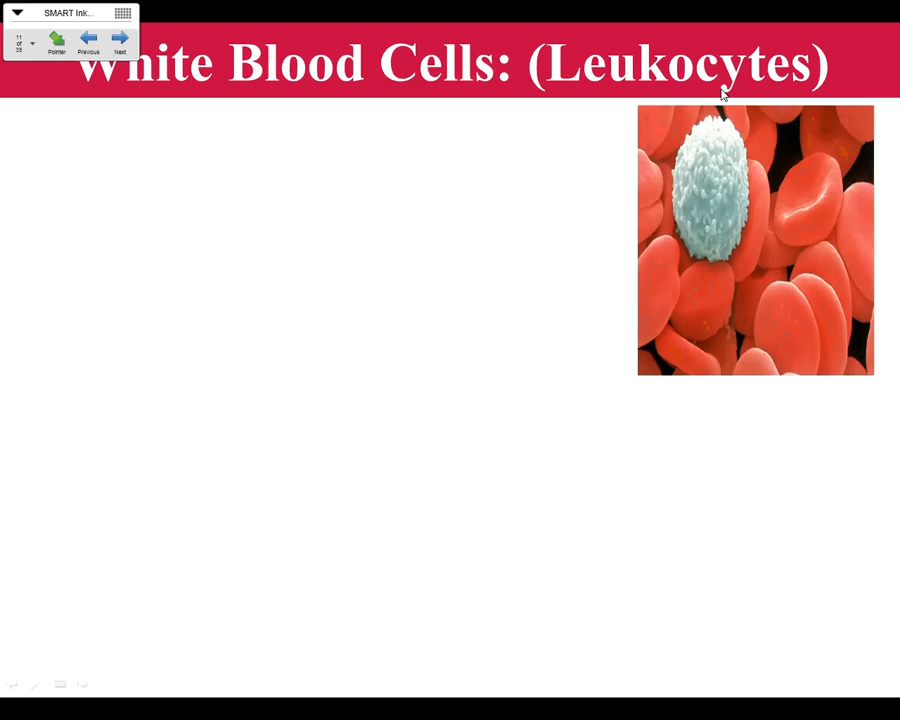 SMART Ink...
11
of
35
Pointer
Previous
Next
White Blood Cells: (Leukocytes)